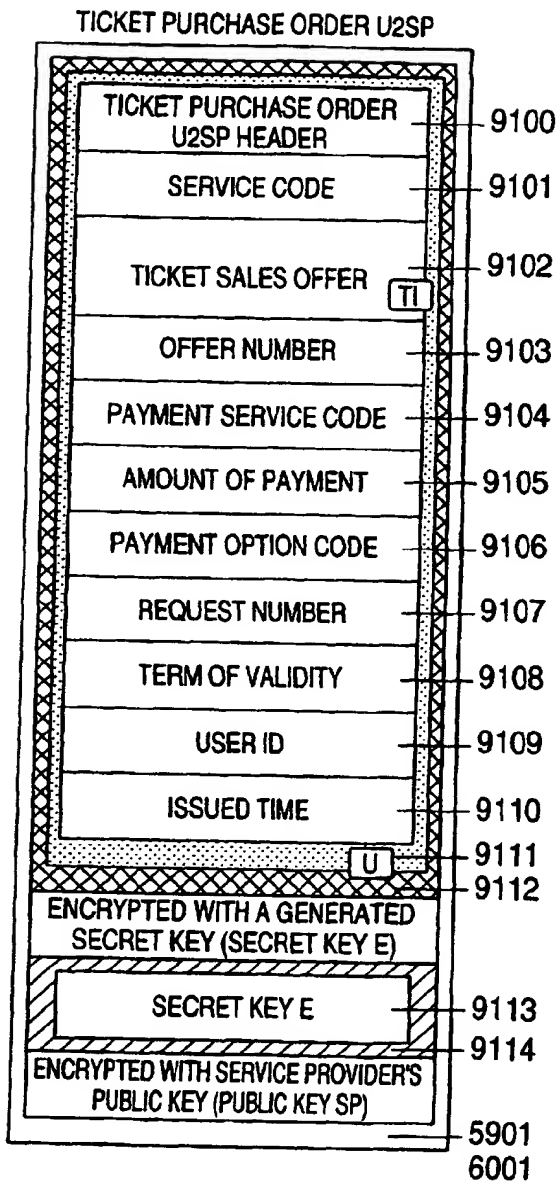 TICKET PURCHASE ORDER U2SP
TICKET PURCHASE ORDER
U2SP HEADER
9100
SERVICE CODE
9101
TICKET SALES OFFER
9102
TI
OFFER NUMBER
9103
PAYMENT SERVICE CODE
9104
AMOUNT OF PAYMENT
9105
PAYMENT OPTION CODE
9106
REQUEST NUMBER
9107
TERM OF VALIDITY
9108
USER ID
9109
ISSUED TIME
9110
U
9111
9112
ENCRYPTED WITH A GENERATED
SECRET KEY (SECRET KEY E)
SECRET KEY E
9113
9114
ENCRYPTED WITH SERVICE PROVIDER'S
PUBLIC KEY (PUBLIC KEY SP)
5901
6001